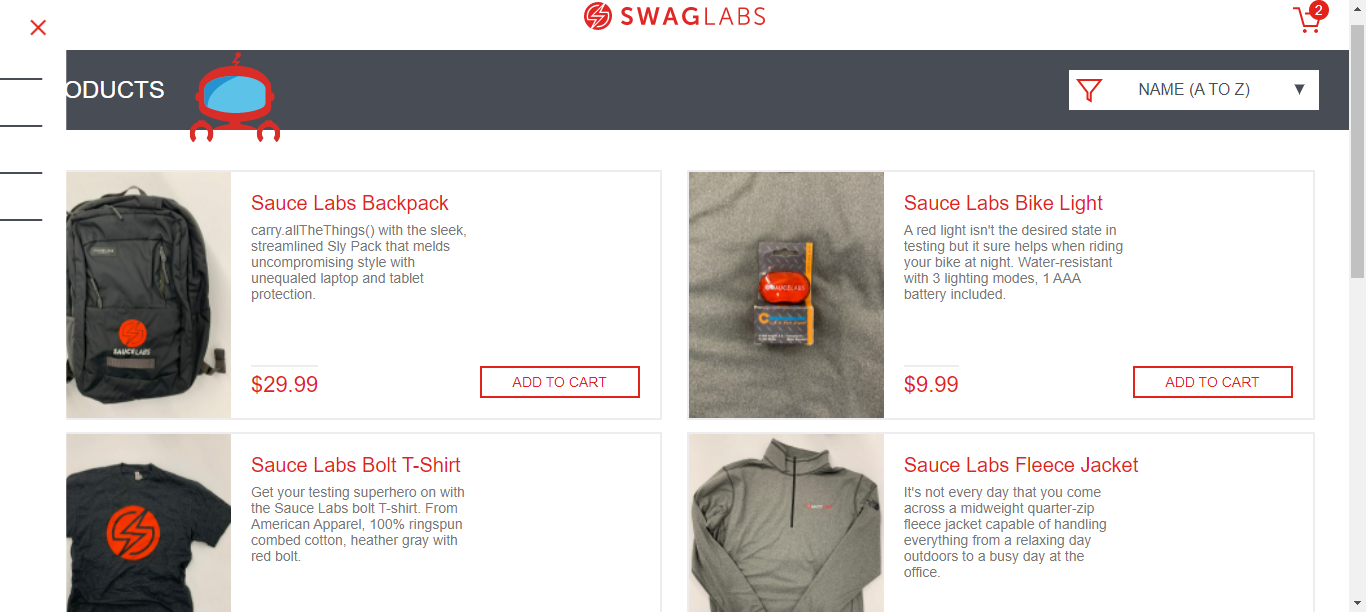 SWAGLABS
2
ODUCTS
NAME (A TO Z)
Sauce Labs Backpack
carry.allTheThings() with the sleek,
streamlined Sly Pack that melds
uncompromising style with
unequaled laptop and tablet
protection.
$29.99
ADD TO CART
SAUCELABS
Sauce Labs Bike Light
A red light isn't the desired state in
testing but it sure helps when riding
your bike at night. Water-resistant
with 3 lighting modes, 1 AAA
battery included.
$9.99
ADD TO CART
SAUCELABS
Sauce Labs Bolt T-Shirt
Get your testing superhero on with
the Sauce Labs bolt T-shirt. From
American Apparel, 100% ringspun
combed cotton, heather gray with
red bolt.
Sauce Labs Fleece Jacket
It's not every day that you come
across a midweight quarter-zip
fleece jacket capable of handling
everything from a relaxing day
outdoors to a busy day at the
office.